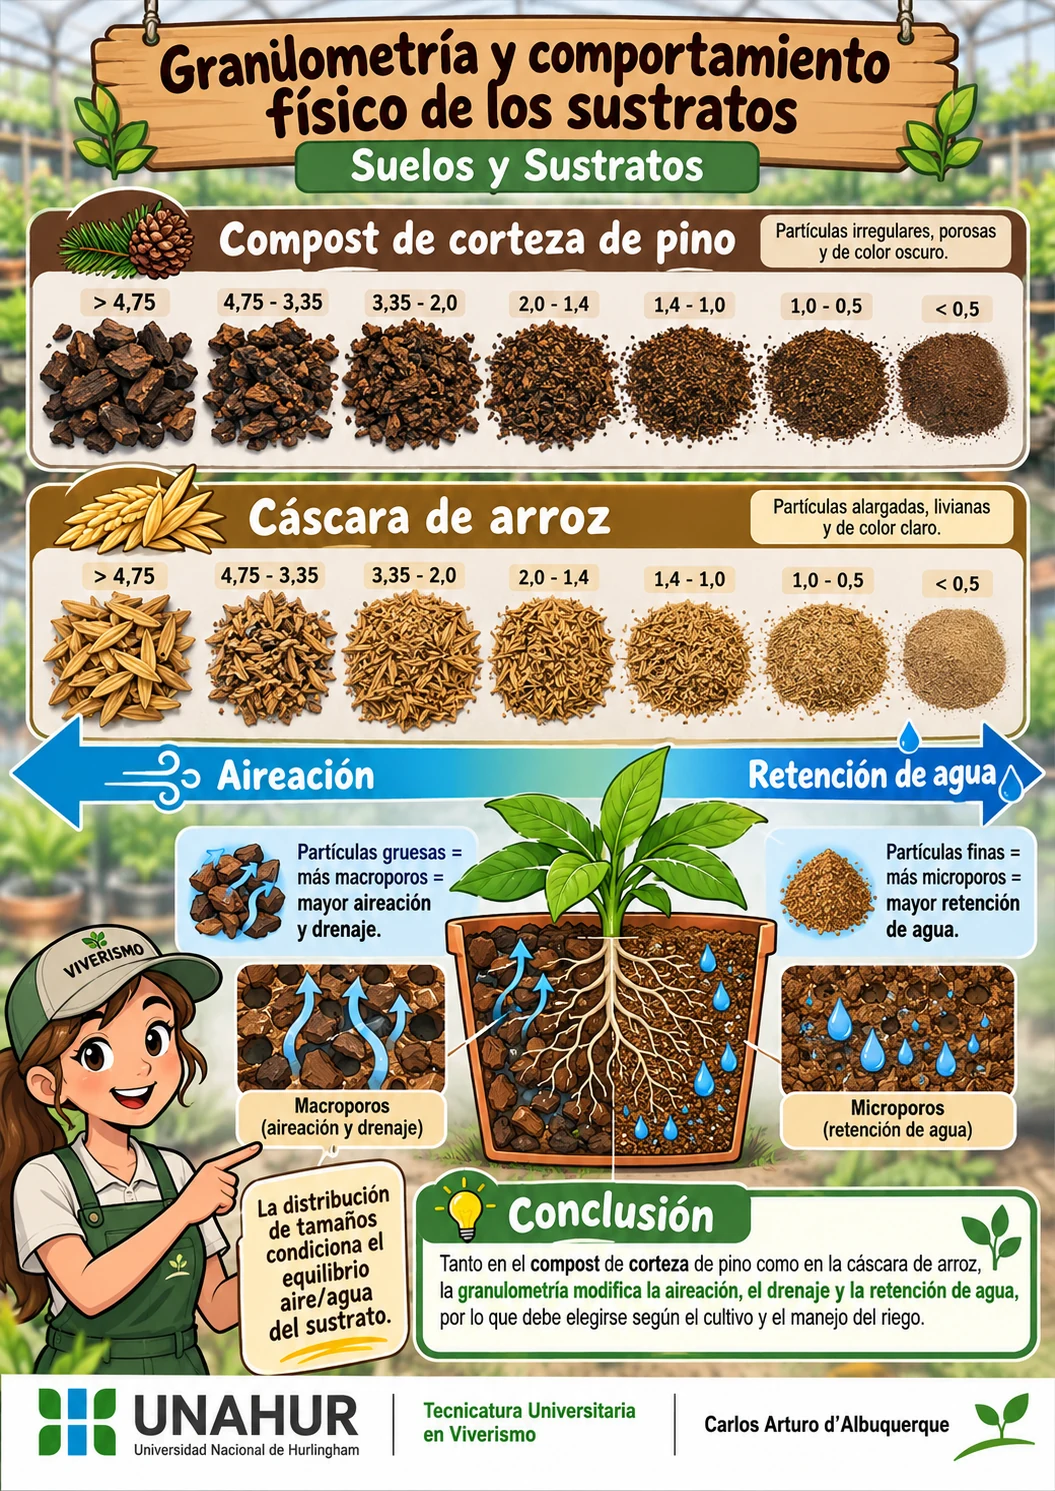 Granulometría y comportamiento
físico de los sustratos
Suelos y Sustratos
Compost de corteza de pino
Partículas irregulares, porosas
y de color oscuro.
> 4,75
4,75 - 3,35
3,35 - 2,0
2,0 - 1,4
1,4 - 1,0
1,0 - 0,5
< 0,5
Cáscara de arroz
Partículas alargadas, livianas
y de color claro.
> 4,75
4,75 - 3,35
3,35 - 2,0
2,0 - 1,4
1,4 - 1,0
1,0 - 0,5
< 0,5
Aireación
Retención de agua
Partículas gruesas =
más macroporos =
mayor aireación
y drenaje.
Partículas finas =
más microporos =
mayor retención
de agua.
VIVERISMO
Macroporos
(aireación y drenaje)
Microporos
(retención de agua)
La distribución
de tamaños
condiciona el
equilibrio
aire/agua
del sustrato.
Conclusión
Tanto en el compost de corteza de pino como en la cáscara de arroz,
la granulometría modifica la aireación, el drenaje y la retención de agua,
por lo que debe elegirse según el cultivo y el manejo del riego.
UNAHUR
Universidad Nacional de Hurlingham
Tecnicatura Universitaria
en Viverismo
Carlos Arturo d'Albuquerque